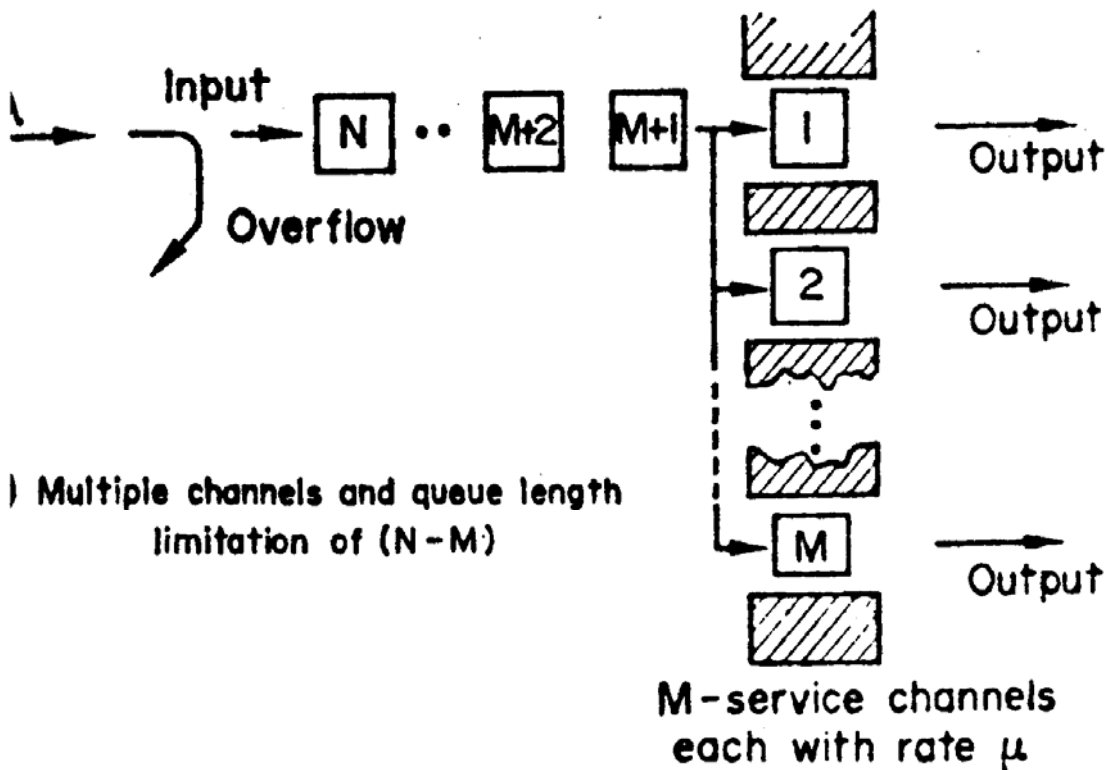 Input
N
••
M+2
M+1
1
Output
Overflow
2
Output
) Multiple channels and queue length
limitation of (N-M)
M
Output
M-service channels
each with rate μ